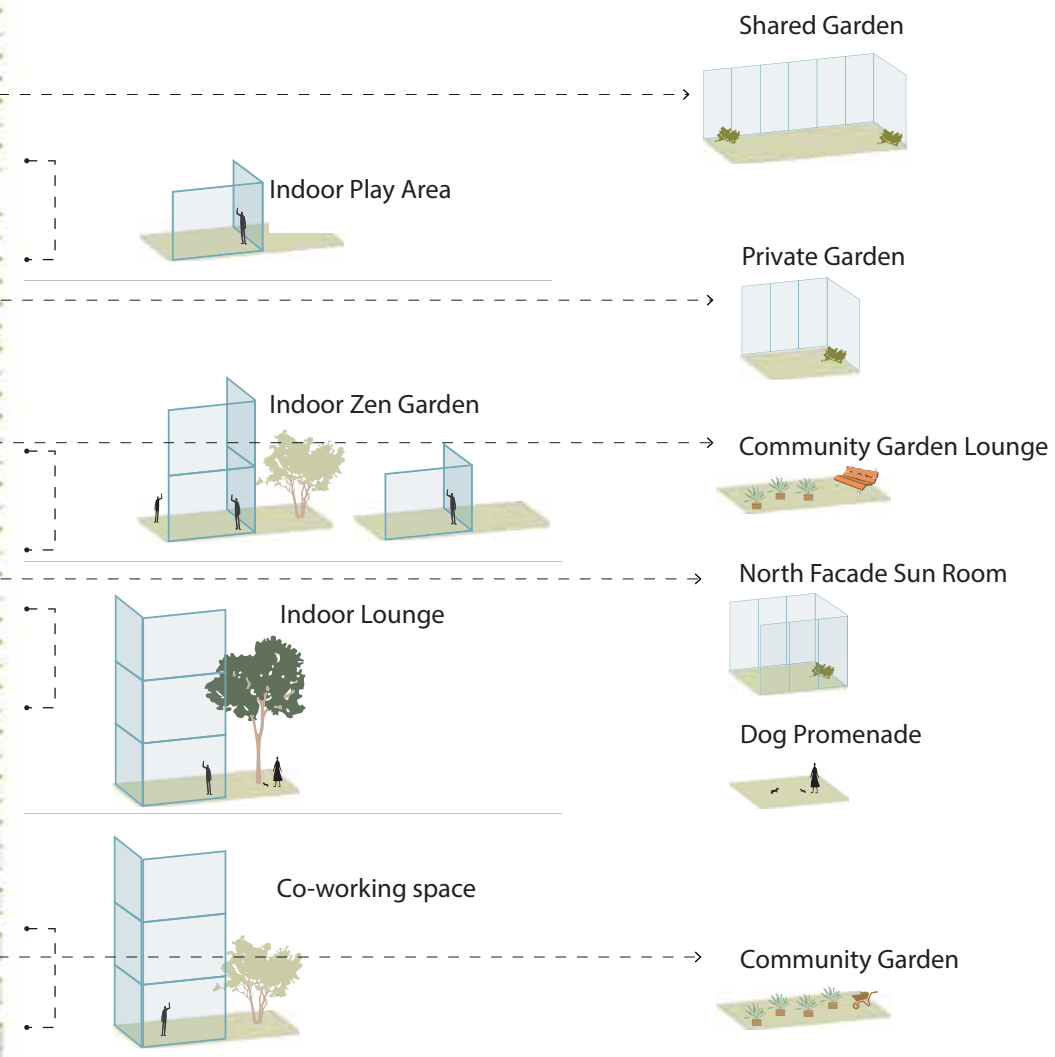 Shared Garden
Indoor Play Area
Private Garden
Indoor Zen Garden
Community Garden Lounge
North Facade Sun Room
Indoor Lounge
Dog Promenade
Co-working space
Community Garden